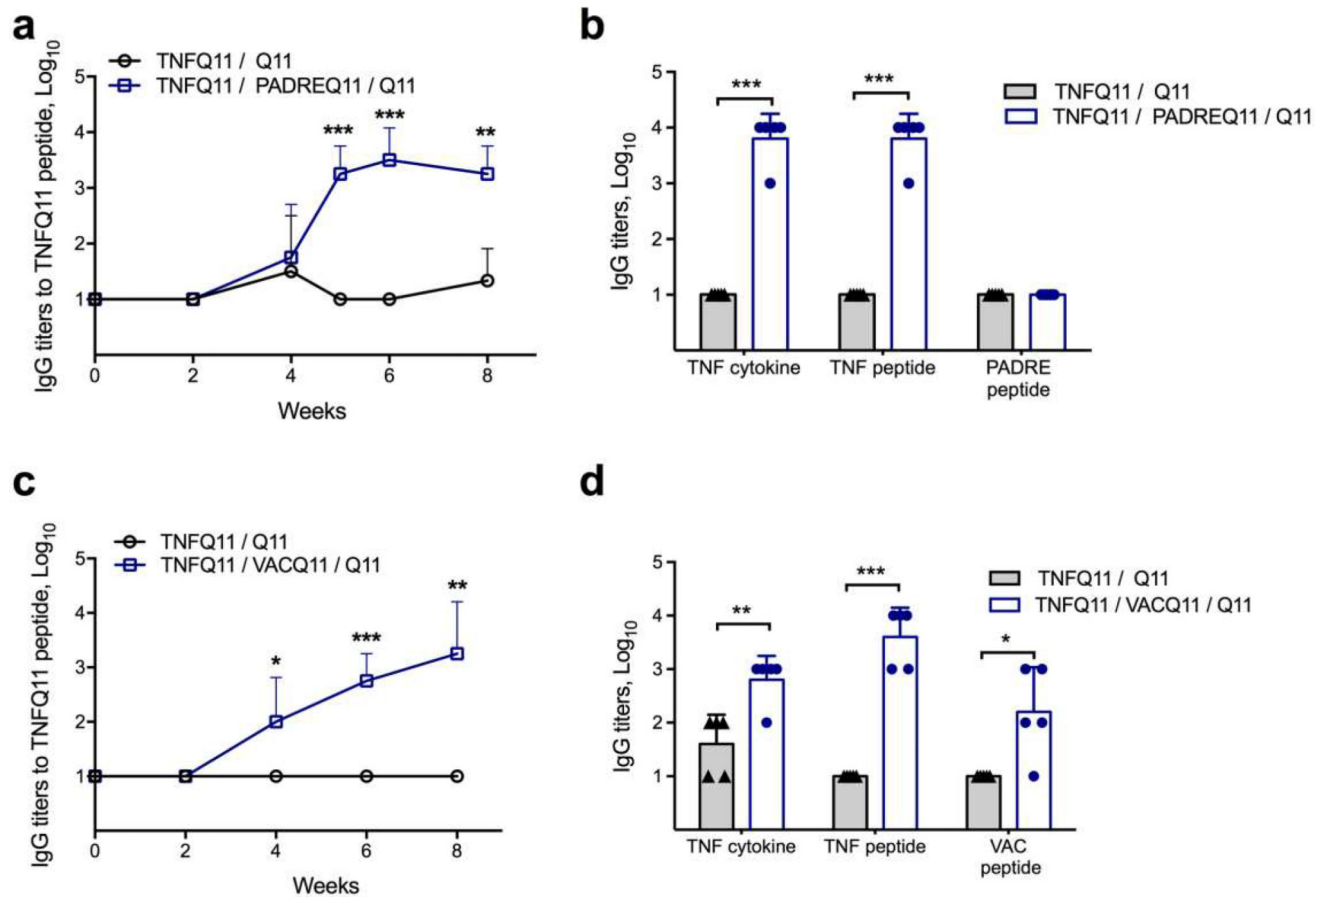 a
IgG titers to TNFQ11 peptide, Log10
TNFQ11 / Q11
TNFQ11 / PADREQ11 / Q11
5
4
3
2
1
*** *** **
0 2 4 6 8
Weeks
b
IgG titers, Log10
5
4
3
2
1
*** ***
TNFQ11 / Q11
TNFQ11 / PADREQ11 / Q11
TNF cytokine TNF peptide PADRE
peptide
c
IgG titers to TNFQ11 peptide, Log10
TNFQ11 / Q11
TNFQ11 / VACQ11 / Q11
5
4
3
2
1
* *** **
0 2 4 6 8
Weeks
d
IgG titers, Log10
5
4
3
2
1
** *** *
TNFQ11 / Q11
TNFQ11 / VACQ11 / Q11
TNF cytokine TNF peptide VAC
peptide